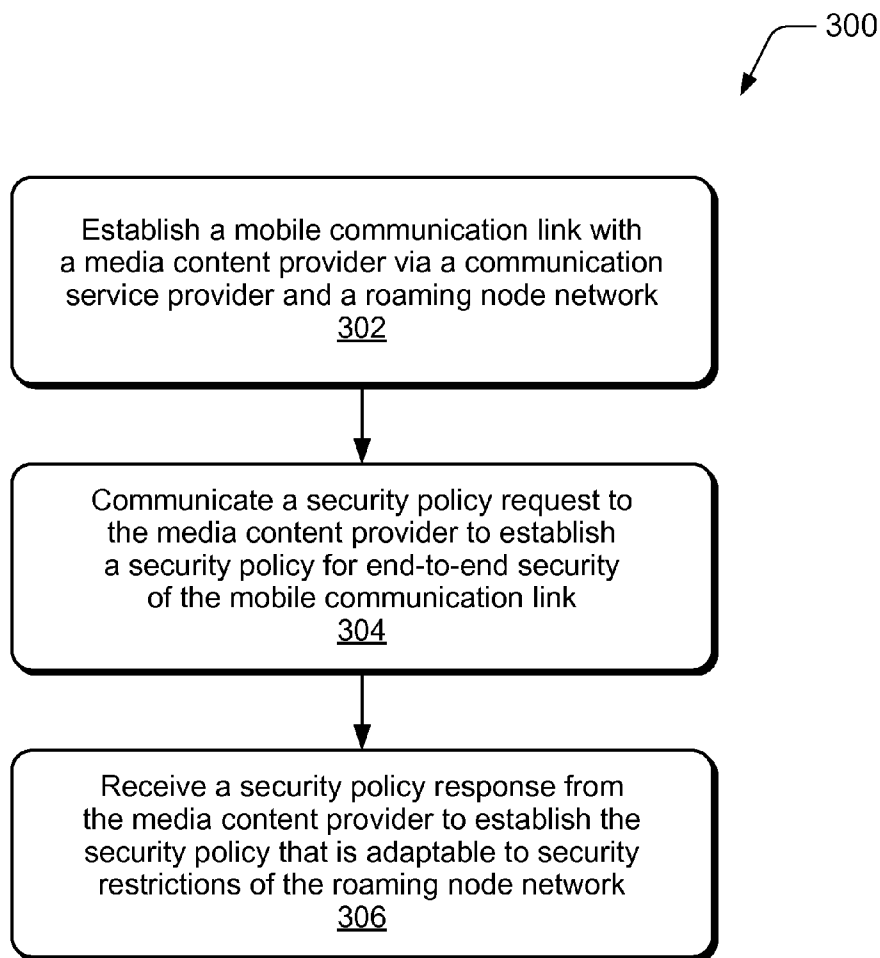 300
Establish a mobile communication link with
a media content provider via a communication
service provider and a roaming node network
302
Communicate a security policy request to
the media content provider to establish
a security policy for end-to-end security
of the mobile communication link
304
Receive a security policy response from
the media content provider to establish the
security policy that is adaptable to security
restrictions of the roaming node network
306